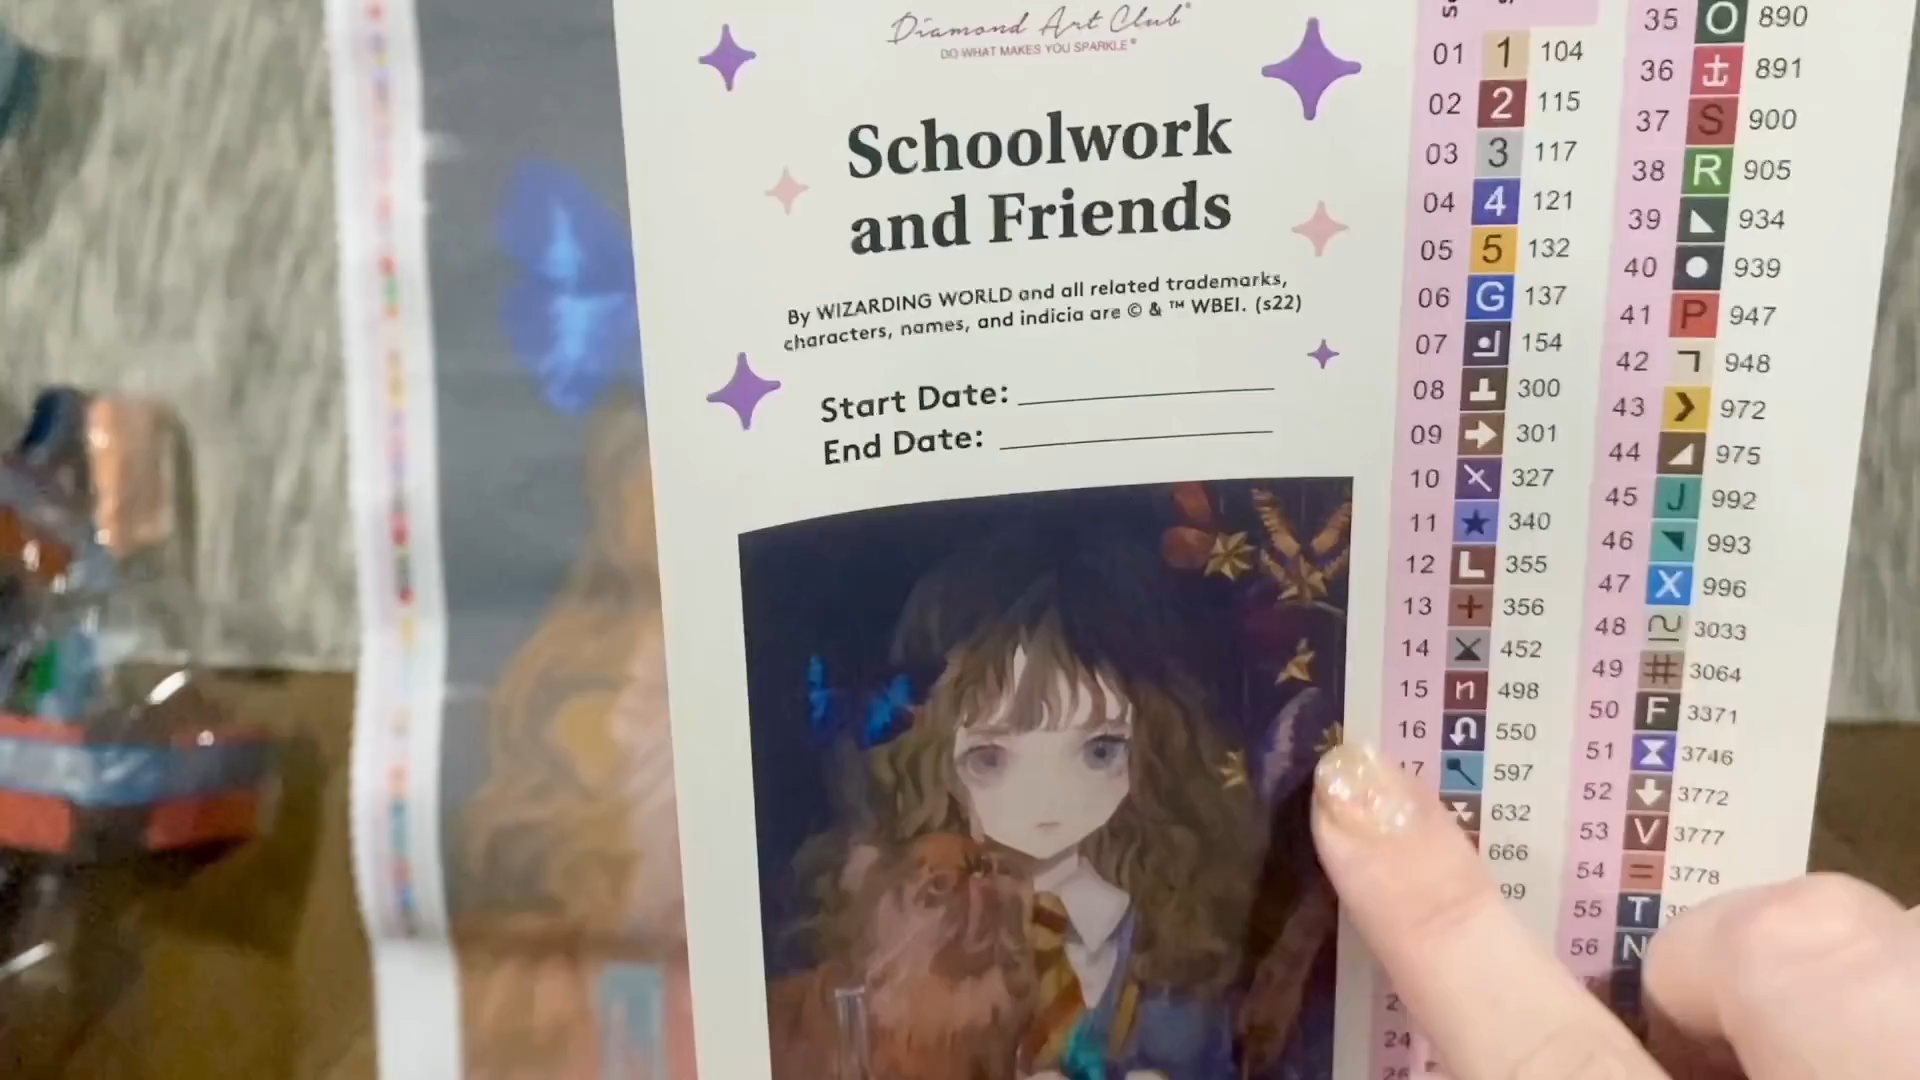 Diamond Art Club®
DO WHAT MAKES YOU SPARKLE®
Schoolwork
and Friends
By WIZARDING WORLD and all related trademarks,
characters, names, and indicia are © & ™ WBEI. (s22)
Start Date:
End Date:
01 1 104
02 2 115
03 3 117
04 4 121
05 5 132
06 G 137
07 154
08 300
09 301
10 327
11 ★ 340
12 L 355
13 + 356
14 452
15 n 498
16 550
17 597
632
666
99
24
26
35 O 890
36 891
37 S 900
38 R 905
39 934
40 ● 939
41 P 947
42 948
43 972
44 975
45 J 992
46 993
47 X 996
48 3033
49 # 3064
50 F 3371
51 3746
52 3772
53 V 3777
54 = 3778
55 T
56 N